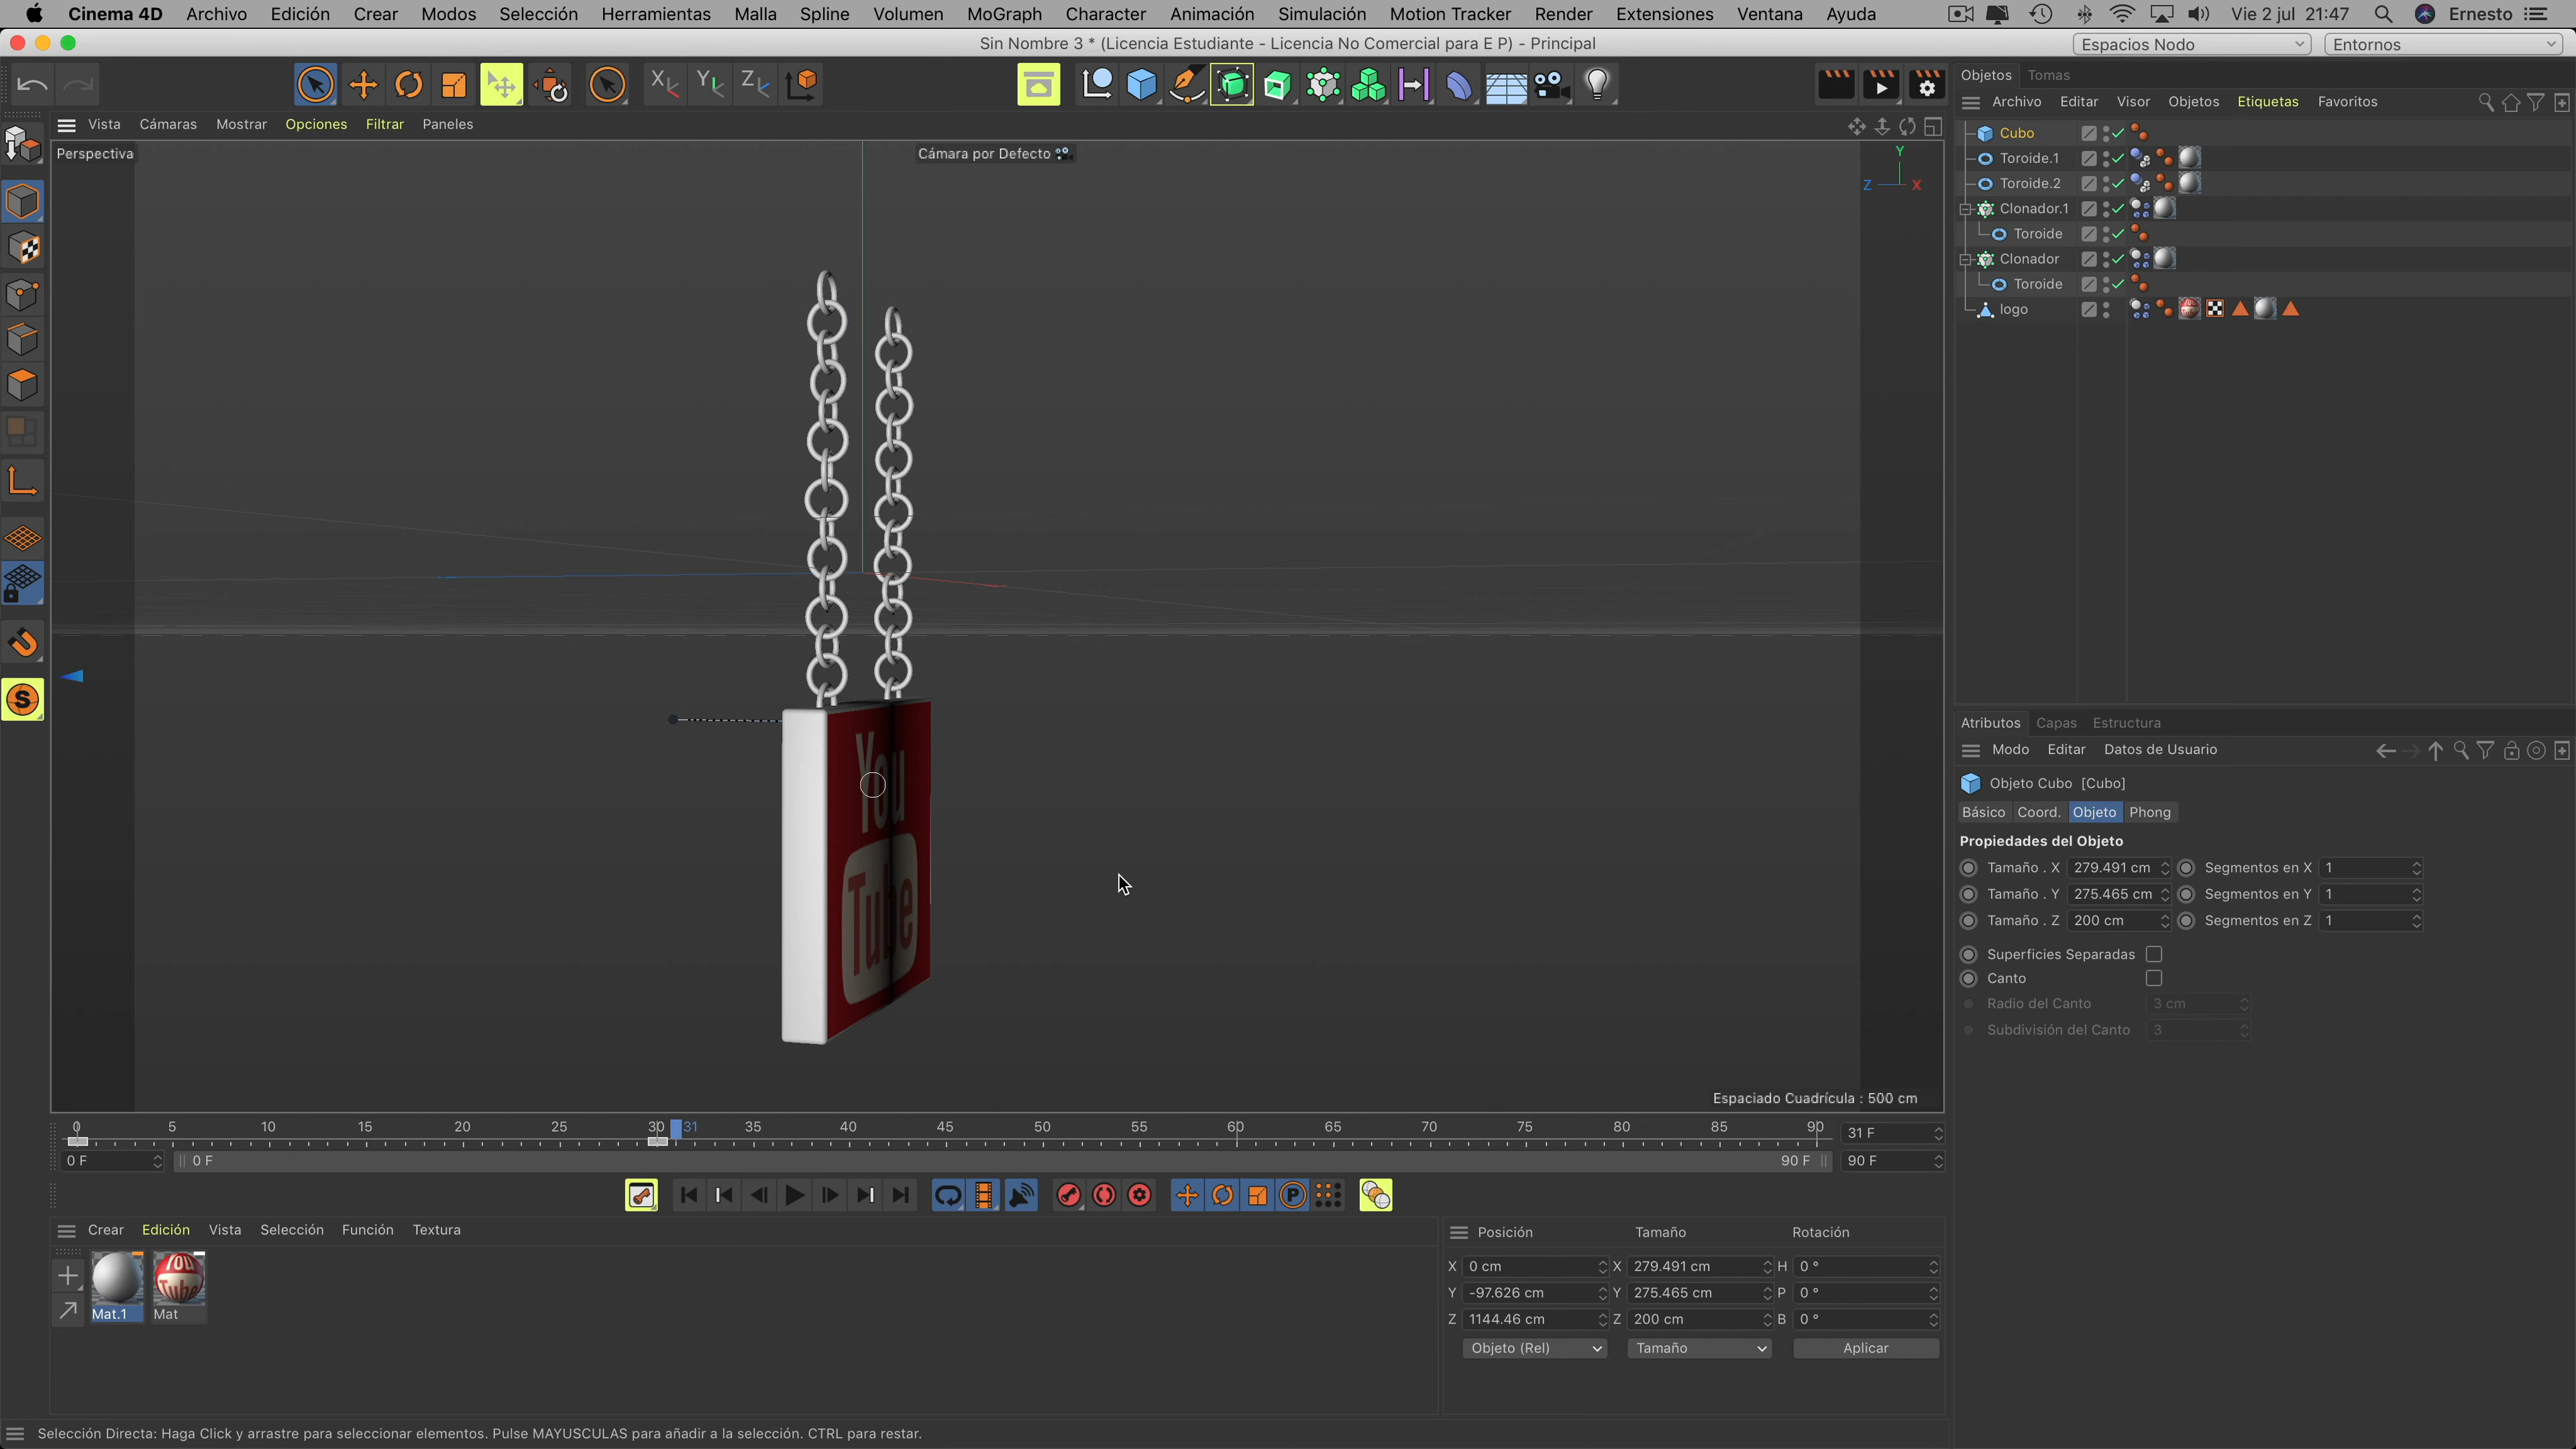 Cinema 4D Archivo Edición Crear Modos Selección Herramientas Malla Spline Volumen MoGraph Character Animación Simulación Motion Tracker Render Extensiones Ventana Ayuda Vie 2 jul 21:47 Ernesto
Sin Nombre 3 * (Licencia Estudiante - Licencia No Comercial para E P) - Principal
Espacios Nodo Entornos
X Y Z
Objetos Tomas
Archivo Editar Visor Objetos Etiquetas Favoritos
Vista Cámaras Mostrar Opciones Filtrar Paneles
Perspectiva
Cámara por Defecto
Y
Z X
Cubo
Toroide.1
Toroide.2
Clonador.1
Toroide
Clonador
Toroide
logo
S
You
Tube
Espaciado Cuadrícula : 500 cm
Atributos Capas Estructura
Modo Editar Datos de Usuario
Objeto Cubo [Cubo]
Básico Coord. Objeto Phong
Propiedades del Objeto
Tamaño . X 279.491 cm Segmentos en X 1
Tamaño . Y 275.465 cm Segmentos en Y 1
Tamaño . Z 200 cm Segmentos en Z 1
Superficies Separadas
Canto
Radio del Canto 3 cm
Subdivisión del Canto 3
0 5 10 15 20 25 30 31 35 40 45 50 55 60 65 70 75 80 85 90 31 F
0 F 0 F 90 F 90 F
P
Crear Edición Vista Selección Función Textura
You
Tube
Mat.1 Mat
Posición Tamaño Rotación
X 0 cm X 279.491 cm H 0 °
Y -97.626 cm Y 275.465 cm P 0 °
Z 1144.46 cm Z 200 cm B 0 °
Objeto (Rel) Tamaño Aplicar
Selección Directa: Haga Click y arrastre para seleccionar elementos. Pulse MAYUSCULAS para añadir a la selección. CTRL para restar.